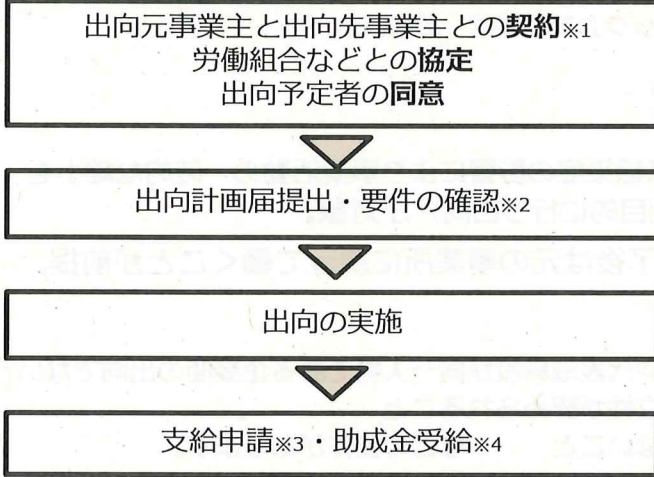 出向元事業主と出向先事業主との契約※1
労働組合などとの協定
出向予定者の同意
出向計画届提出・要件の確認※2
出向の実施
支給申請※3・助成金受給※4